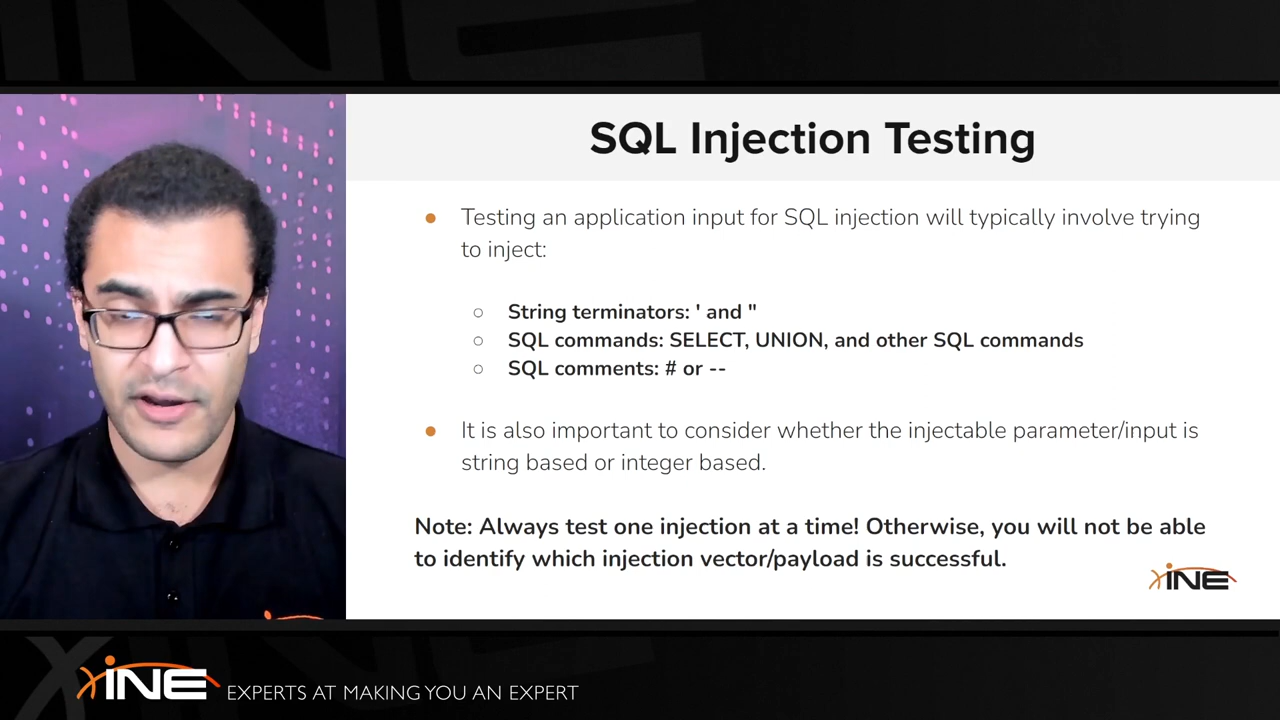 SQL Injection Testing
● Testing an application input for SQL injection will typically involve trying
to inject:
○ String terminators: ' and "
○ SQL commands: SELECT, UNION, and other SQL commands
○ SQL comments: # or --
● It is also important to consider whether the injectable parameter/input is
string based or integer based.
Note: Always test one injection at a time! Otherwise, you will not be able
to identify which injection vector/payload is successful.
INE
INE EXPERTS AT MAKING YOU AN EXPERT